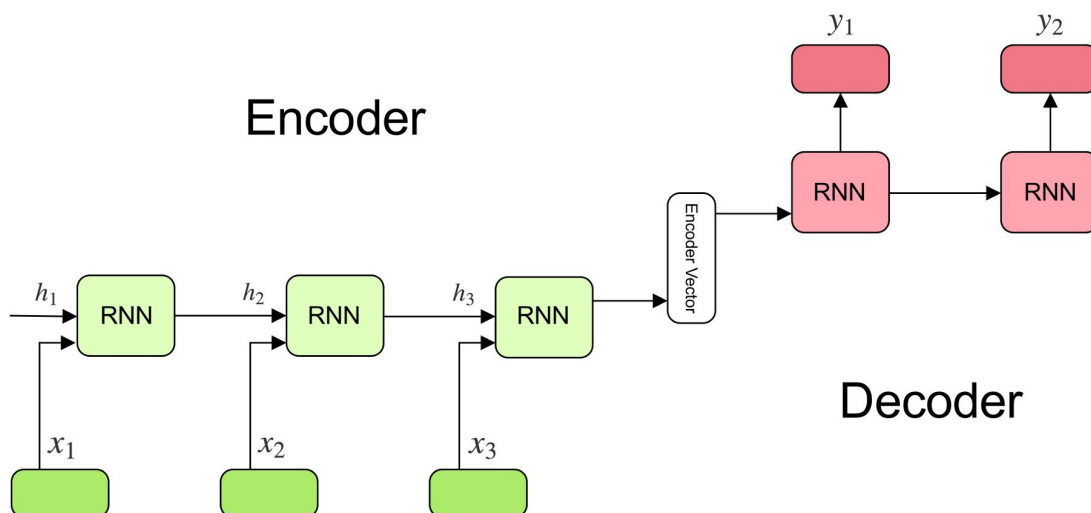 y₁
y₂
Encoder
RNN
RNN
Encoder Vector
h₁
h₂
h₃
RNN
RNN
RNN
Decoder
x₁
x₂
x₃